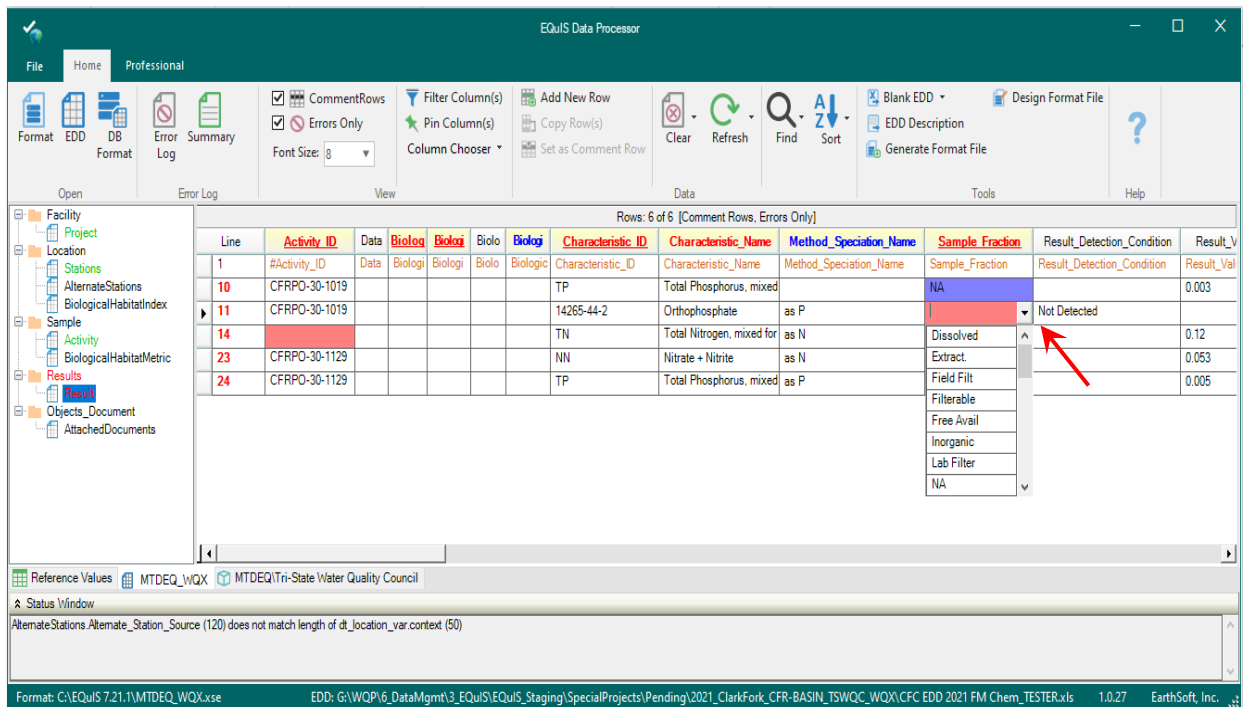 EQuIS Data Processor
File Home Professional
Format EDD DB Format Error Log Summary
CommentRows
Errors Only
Font Size: 8
Filter Column(s)
Pin Column(s)
Column Chooser
Add New Row
Copy Row(s)
Set as Comment Row
Clear Refresh Find Sort
Blank EDD
EDD Description
Generate Format File
Design Format File
?
Open Error Log View Data Tools Help
Facility
Project
Location
Stations
AlternateStations
BiologicalHabitatIndex
Sample
Activity
BiologicalHabitatMetric
Results
Result
Objects_Document
AttachedDocuments
Rows: 6 of 6 [Comment Rows, Errors Only]
Line Activity_ID Data Biolog Biologi Biolo Biologi Characteristic_ID Characteristic_Name Method_Speciation_Name Sample_Fraction Result_Detection_Condition Result_V
1 #Activity_ID Data Biologi Biologi Biolo Biologic Characteristic_ID Characteristic_Name Method_Speciation_Name Sample_Fraction Result_Detection_Condition Result_Val
10 CFRPO-30-1019 TP Total Phosphorus, mixed NA 0.003
11 CFRPO-30-1019 14265-44-2 Orthophosphate as P Not Detected
14 TN Total Nitrogen, mixed for as N 0.12
23 CFRPO-30-1129 NN Nitrate + Nitrite as N 0.053
24 CFRPO-30-1129 TP Total Phosphorus, mixed as P 0.005
Dissolved
Extract.
Field Filt
Filterable
Free Avail
Inorganic
Lab Filter
NA
Reference Values MTDEQ_WQX MTDEQ\Tri-State Water Quality Council
Status Window
AlternateStations.Alternate_Station_Source (120) does not match length of dt_location_var.context (50)
Format: C:\EQuIS 7.21.1\MTDEQ_WQX.xse EDD: G:\WQP\6_DataMgmt\3_EQuIS\EQuIS_Staging\SpecialProjects\Pending\2021_ClarkFork_CFR-BASIN_TSWQC_WQX\CFC EDD 2021 FM Chem_TESTER.xls 1.0.27 EarthSoft, Inc.